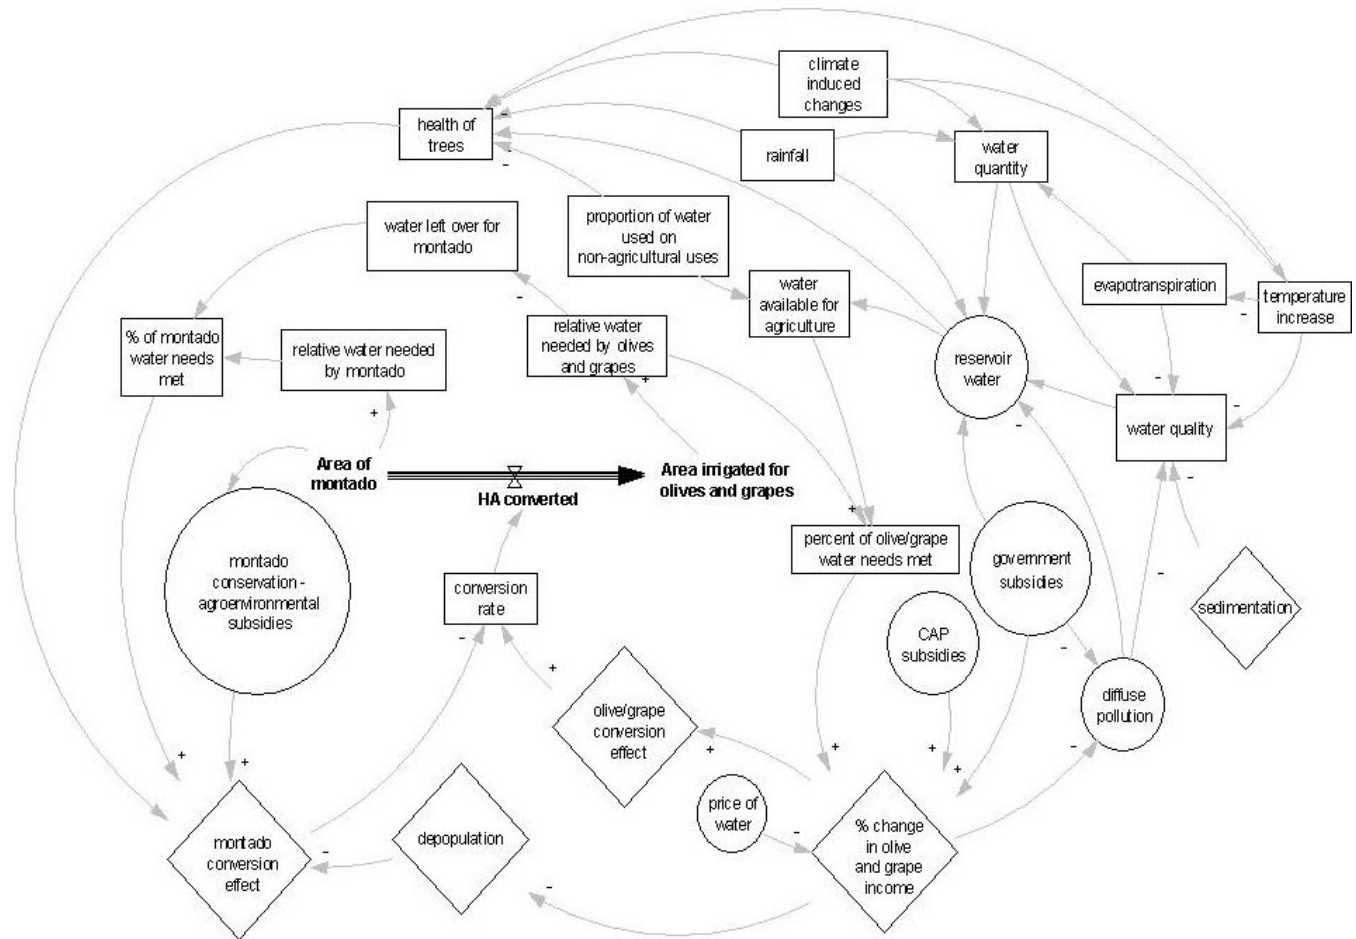 climate
induced
changes
health of
trees
rainfall
water
quantity
water left over for
montado
proportion of water
used on
non-agricultural uses
water
available for
agriculture
evapotranspiration
temperature
increase
% of montado
water needs
met
relative water needed
by montado
relative water
needed by olives
and grapes
reservoir
water
water quality
Area of
montado
HA converted
Area irrigated for
olives and grapes
montado
conservation -
agroenvironmental
subsidies
conversion
rate
percent of olive/grape
water needs met
government
subsidies
sedimentation
CAP
subsidies
diffuse
pollution
olive/grape
conversion
effect
price of
water
% change
in olive
and grape
income
depopulation
montado
conversion
effect